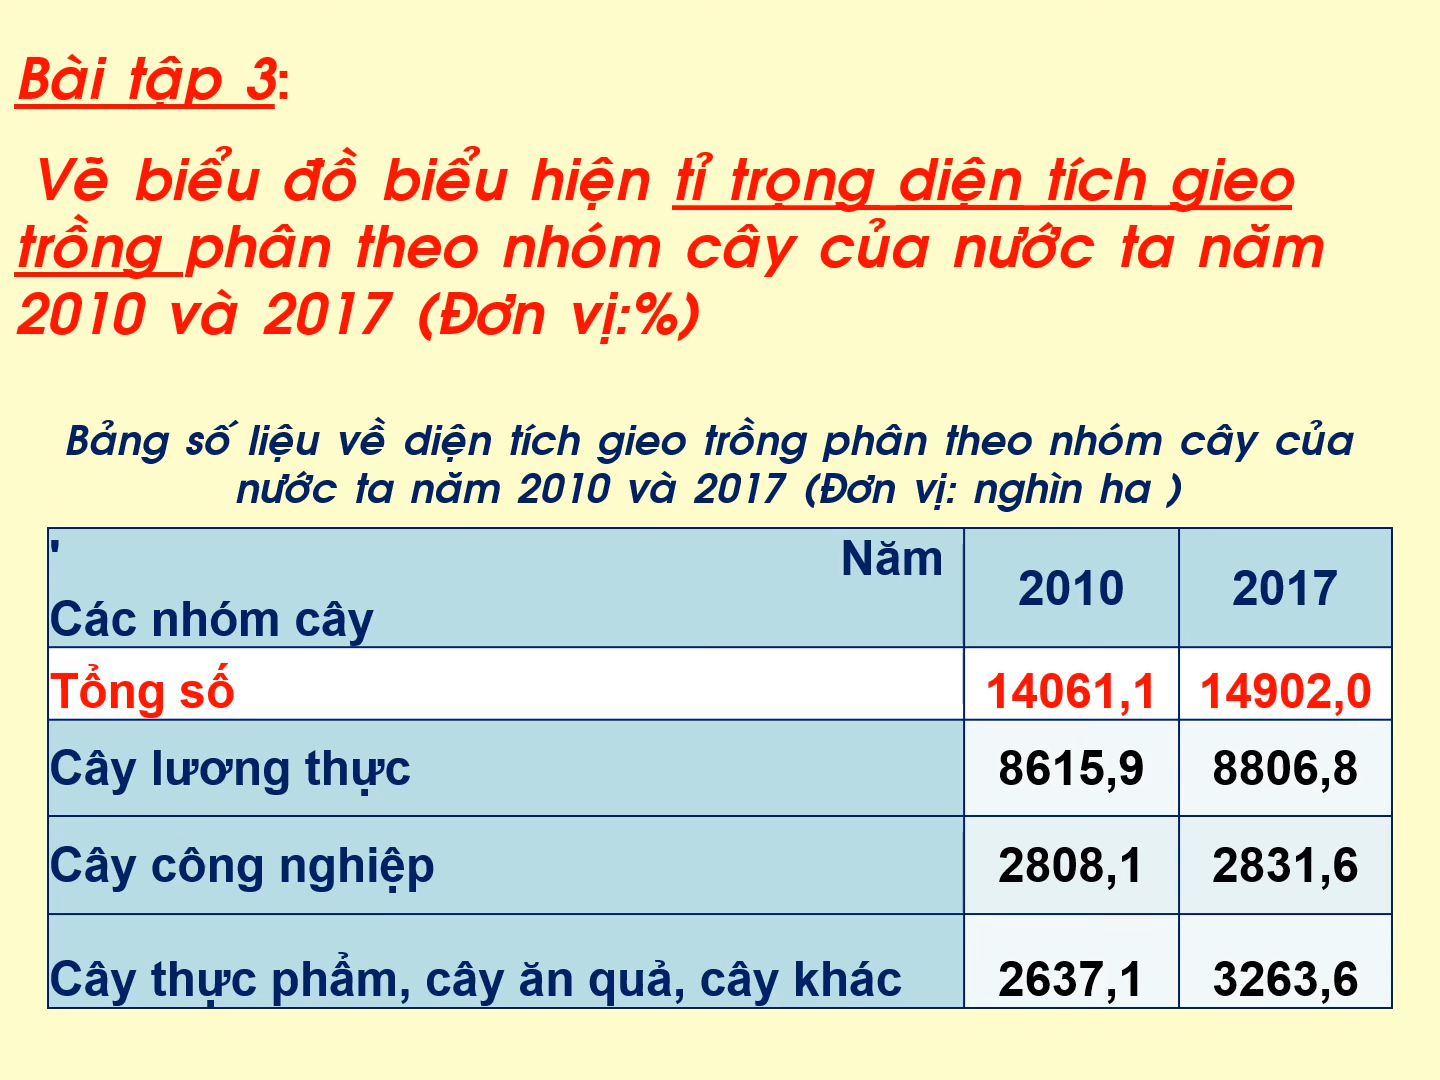 Bài tập 3:
Vẽ biểu đồ biểu hiện tỉ trọng diện tích gieo
trồng phân theo nhóm cây của nước ta năm
2010 và 2017 (Đơn vị:%)
Bảng số liệu về diện tích gieo trồng phân theo nhóm cây của
nước ta năm 2010 và 2017 (Đơn vị: nghìn ha )
' Năm
Các nhóm cây 2010 2017
Tổng số 14061,1 14902,0
Cây lương thực 8615,9 8806,8
Cây công nghiệp 2808,1 2831,6
Cây thực phẩm, cây ăn quả, cây khác 2637,1 3263,6